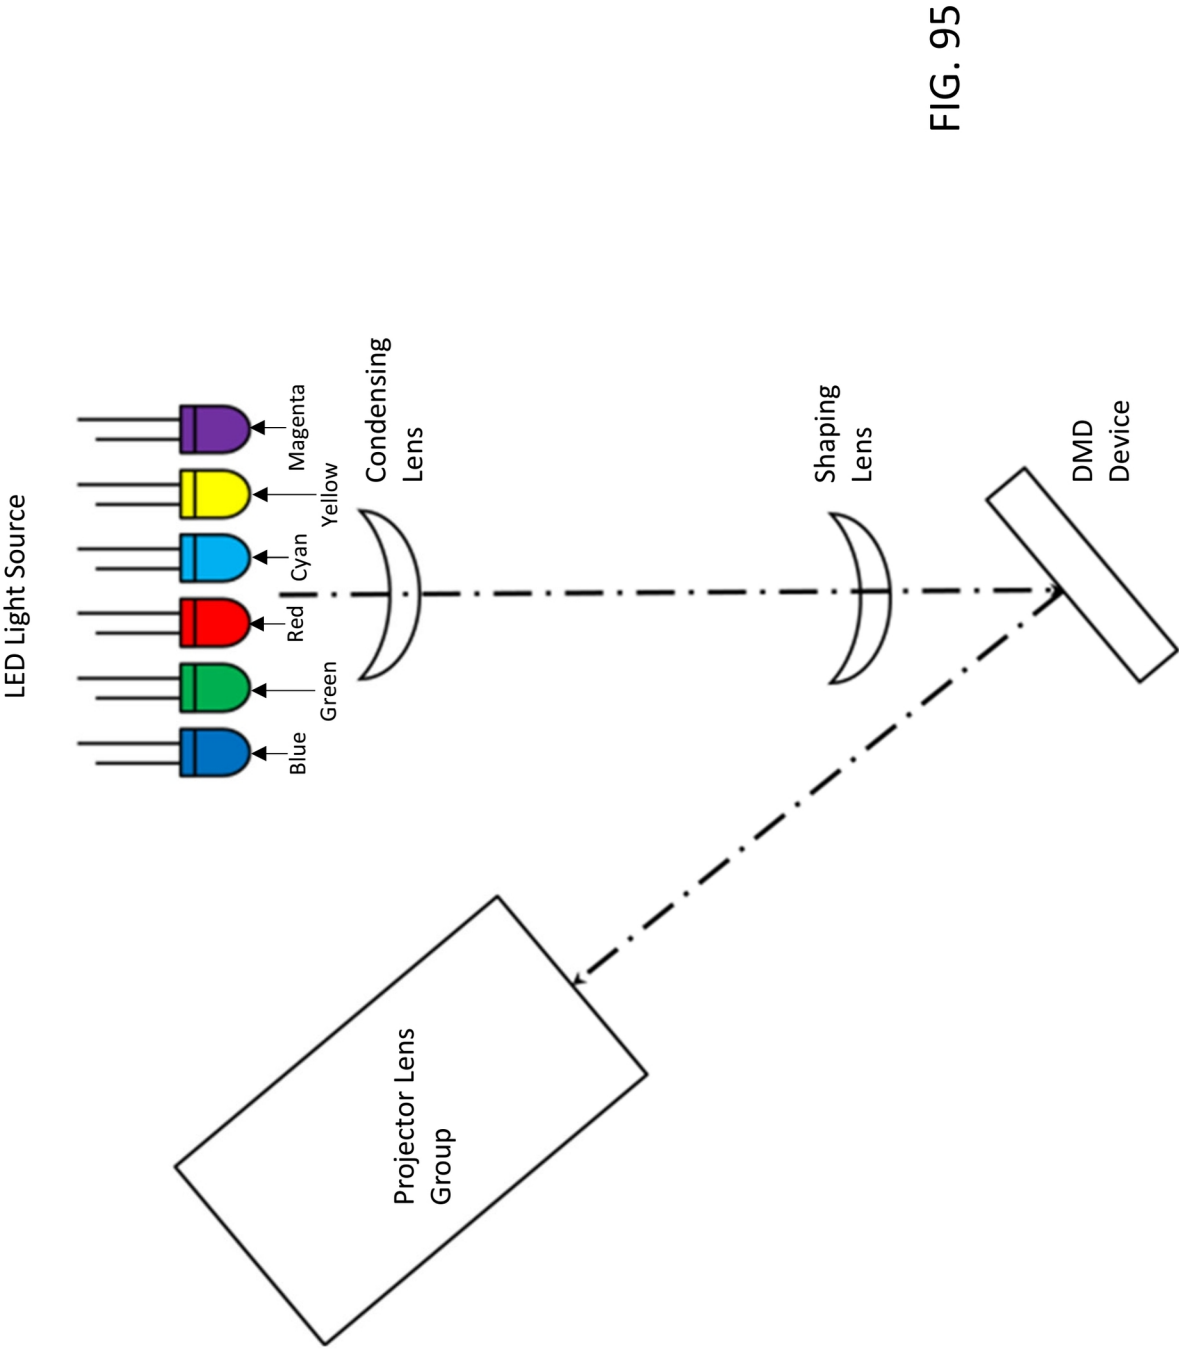 LED Light Source
Blue
Green
Red
Cyan
Yellow
Magenta
Condensing
Lens
Projector Lens
Group
Shaping
Lens
DMD
Device
FIG. 95